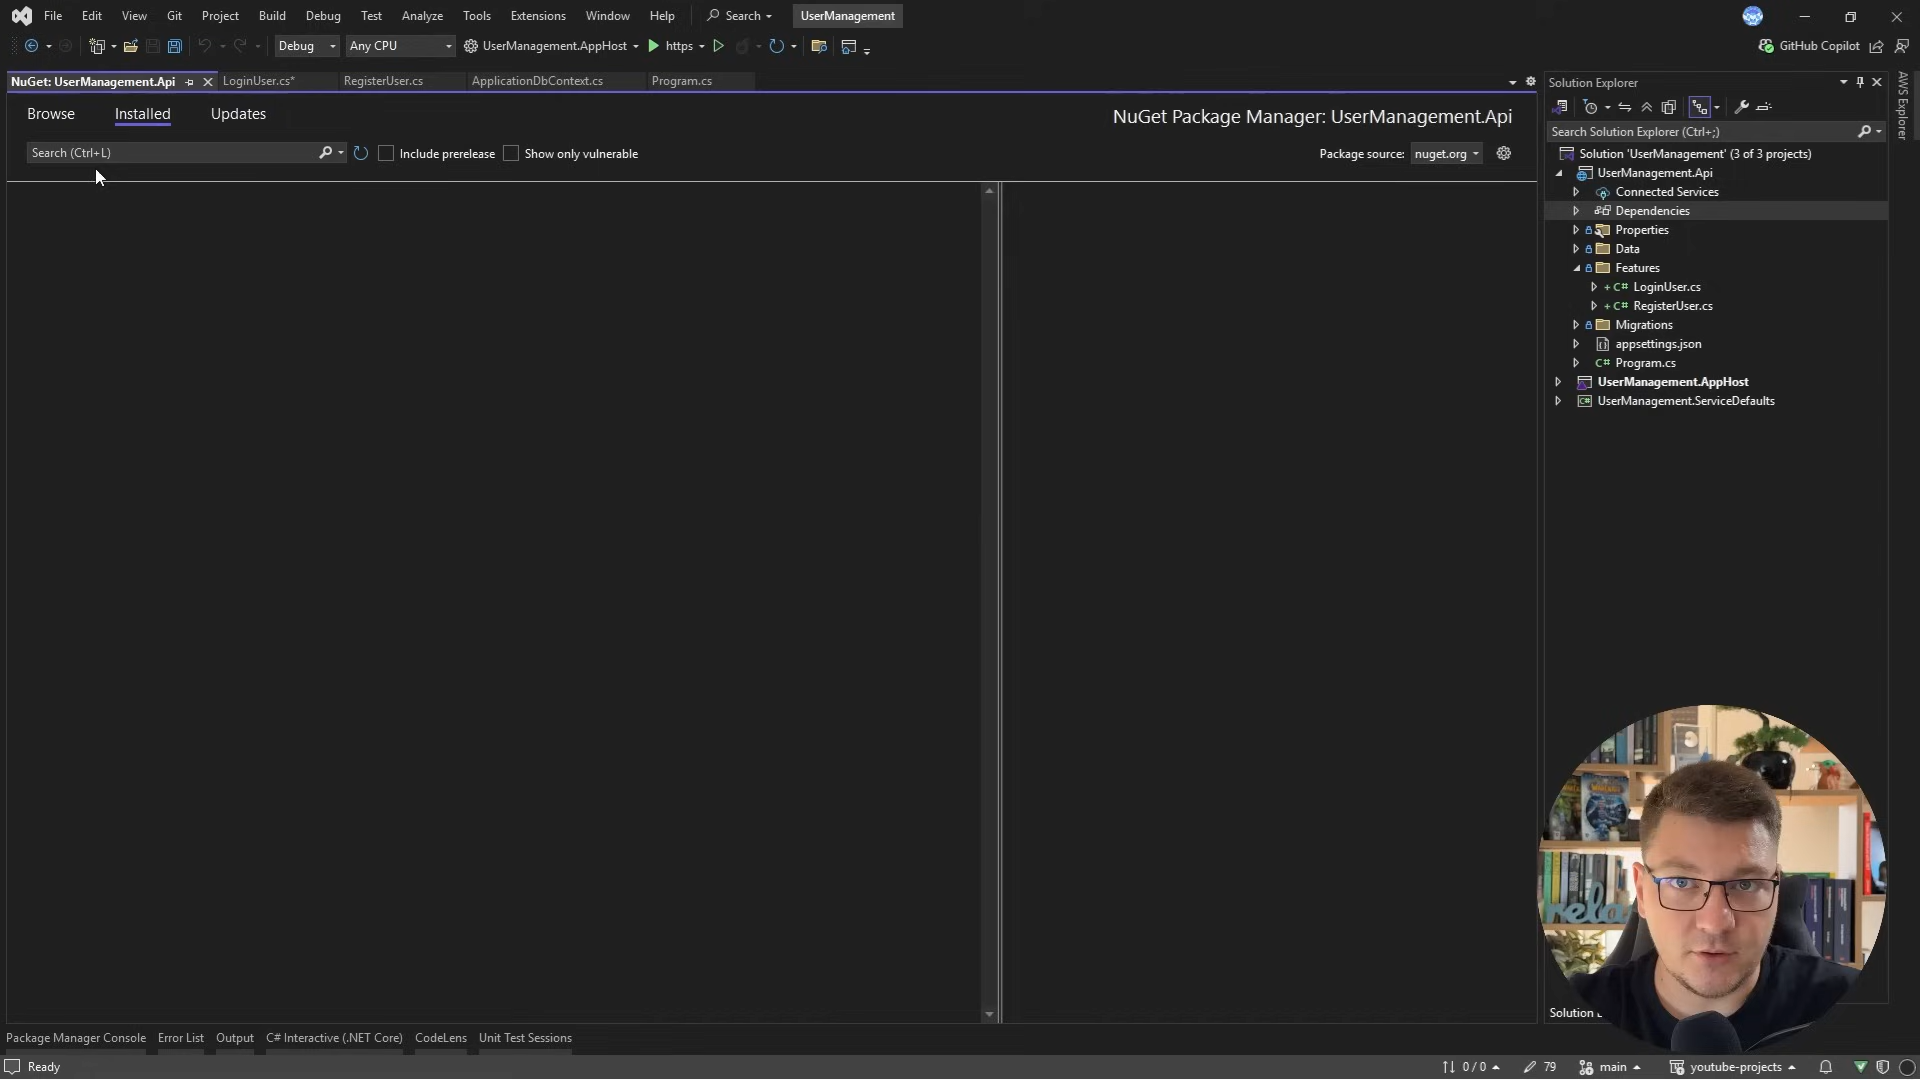 File Edit View Git Project Build Debug Test Analyze Tools Extensions Window Help Search UserManagement
Debug Any CPU UserManagement.AppHost https GitHub Copilot
NuGet: UserManagement.Api LoginUser.cs* RegisterUser.cs ApplicationDbContext.cs Program.cs
Browse Installed Updates
NuGet Package Manager: UserManagement.Api
Search (Ctrl+L) Include prerelease Show only vulnerable
Package source: nuget.org
Solution Explorer
Search Solution Explorer (Ctrl+;)
Solution 'UserManagement' (3 of 3 projects)
UserManagement.Api
Connected Services
Dependencies
Properties
Data
Features
C# LoginUser.cs
C# RegisterUser.cs
Migrations
appsettings.json
C# Program.cs
UserManagement.AppHost
C# UserManagement.ServiceDefaults
AWS Explorer
rela
Solution
Package Manager Console Error List Output C# Interactive (.NET Core) CodeLens Unit Test Sessions
Ready
0 / 0 79 main youtube-projects